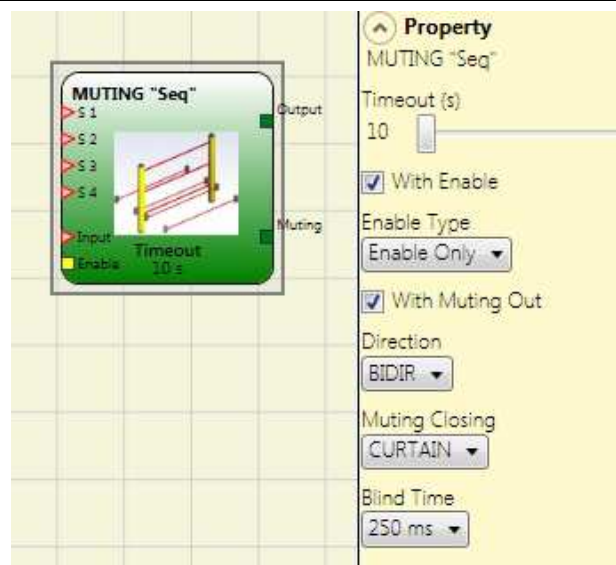 MUTING "Seq"
S 1
S 2
S 3
S 4
Input
Enable
Output
Muting
Timeout
10 s
Property
MUTING "Seq"
Timeout (s)
10
With Enable
Enable Type
Enable Only
With Muting Out
Direction
BIDIR
Muting Closing
CURTAIN
Blind Time
250 ms